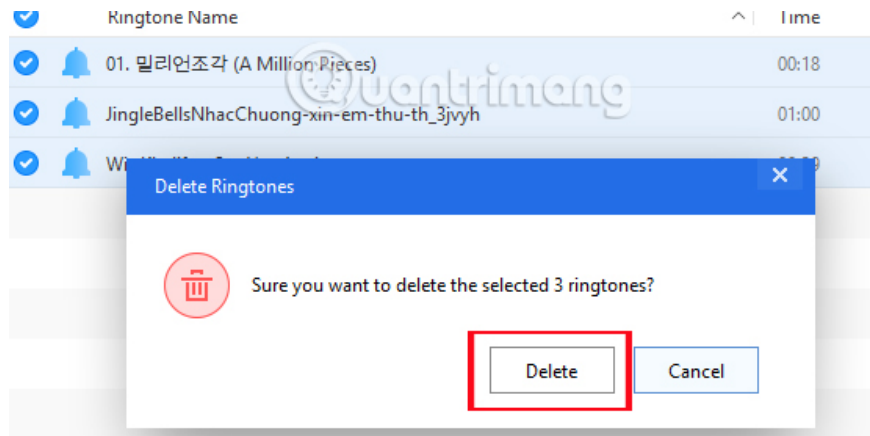 Ringtone Name Time
01. 밀리언조각 (A Million Pieces) 00:18
Quantrimang
JingleBellsNhacChuong-xin-em-thu-th_3jvyh 01:00
Delete Ringtones
Sure you want to delete the selected 3 ringtones?
Delete Cancel